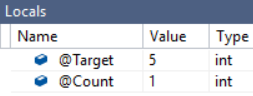 Locals
Name Value Type
@Target 5 int
@Count 1 int